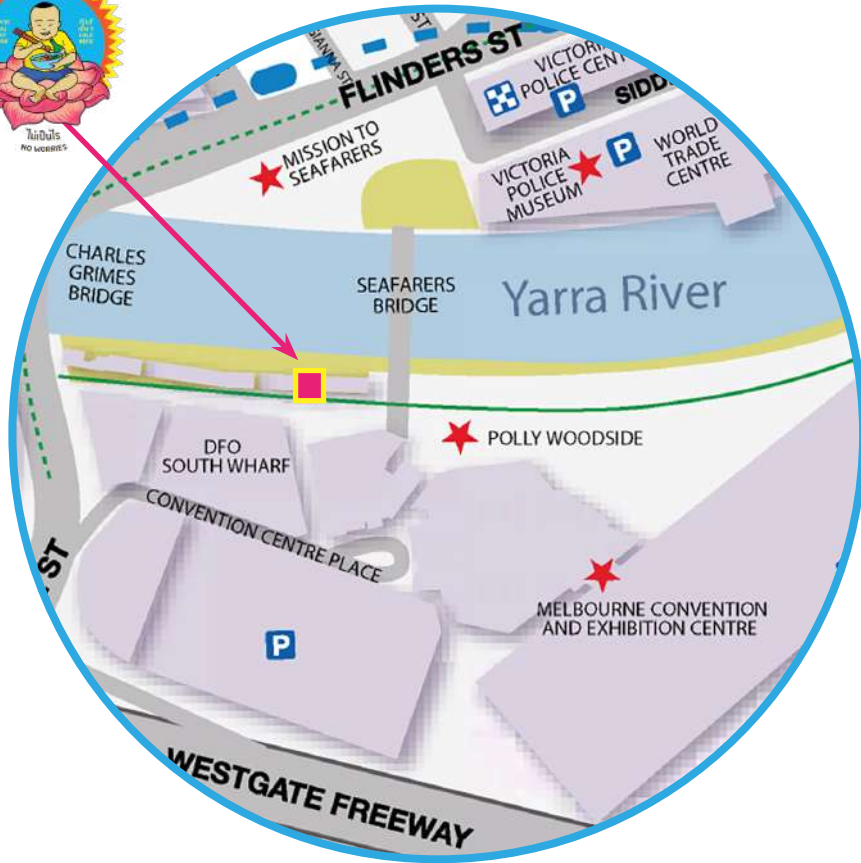 ไม่เป็นไร
NO WORRIES
ST
FLINDERS ST
VICTORIA
POLICE
SIDD
MISSION TO
SEAFARERS
VICTORIA
POLICE
MUSEUM
P
P
WORLD
TRADE
CENTRE
CHARLES
GRIMES
BRIDGE
SEAFARERS
BRIDGE
Yarra River
POLLY WOODSIDE
DFO
SOUTH WHARF
CONVENTION CENTRE PLACE
ST
MELBOURNE CONVENTION
AND EXHIBITION CENTRE
P
WESTGATE FREEWAY